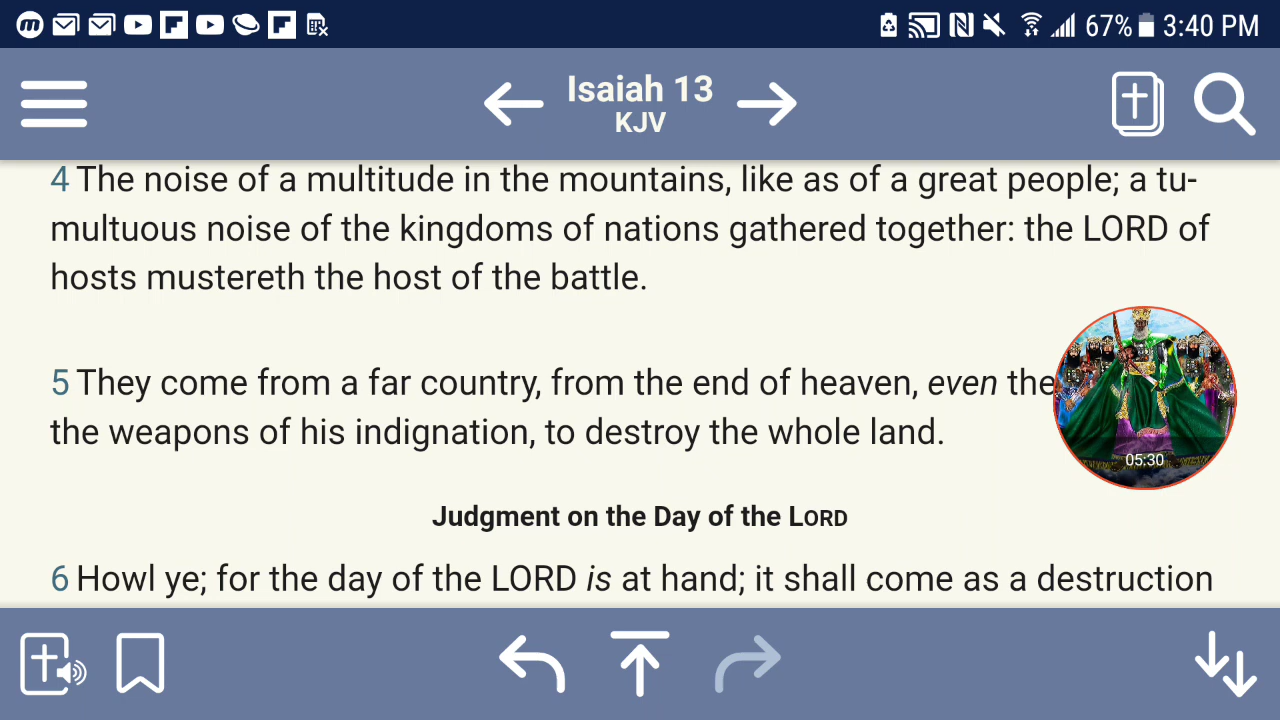 67% 3:40 PM
Isaiah 13
KJV
4 The noise of a multitude in the mountains, like as of a great people; a tu-
multuous noise of the kingdoms of nations gathered together: the LORD of
hosts mustereth the host of the battle.
5 They come from a far country, from the end of heaven, even the
the weapons of his indignation, to destroy the whole land.
05:30
Judgment on the Day of the LORD
6 Howl ye; for the day of the LORD is at hand; it shall come as a destruction